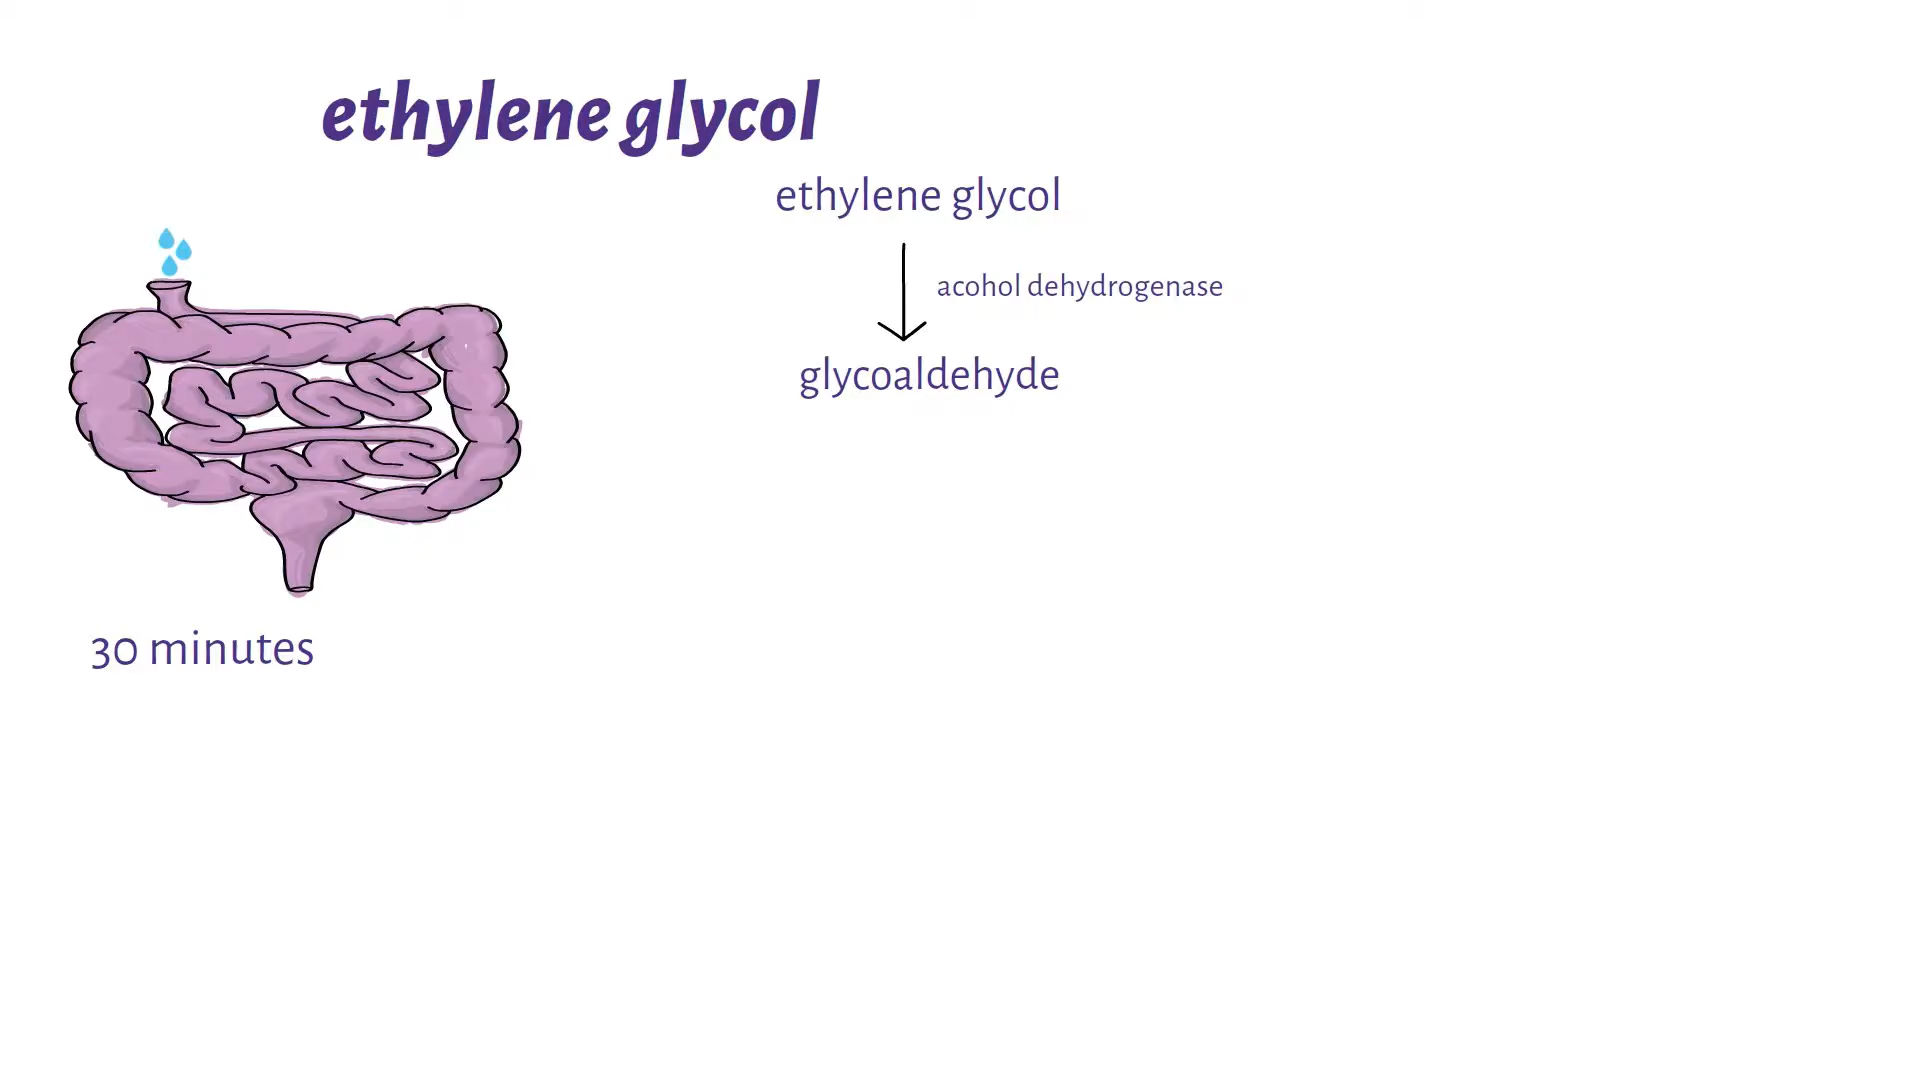 ethylene glycol
ethylene glycol
acohol dehydrogenase
glycoaldehyde
30 minutes